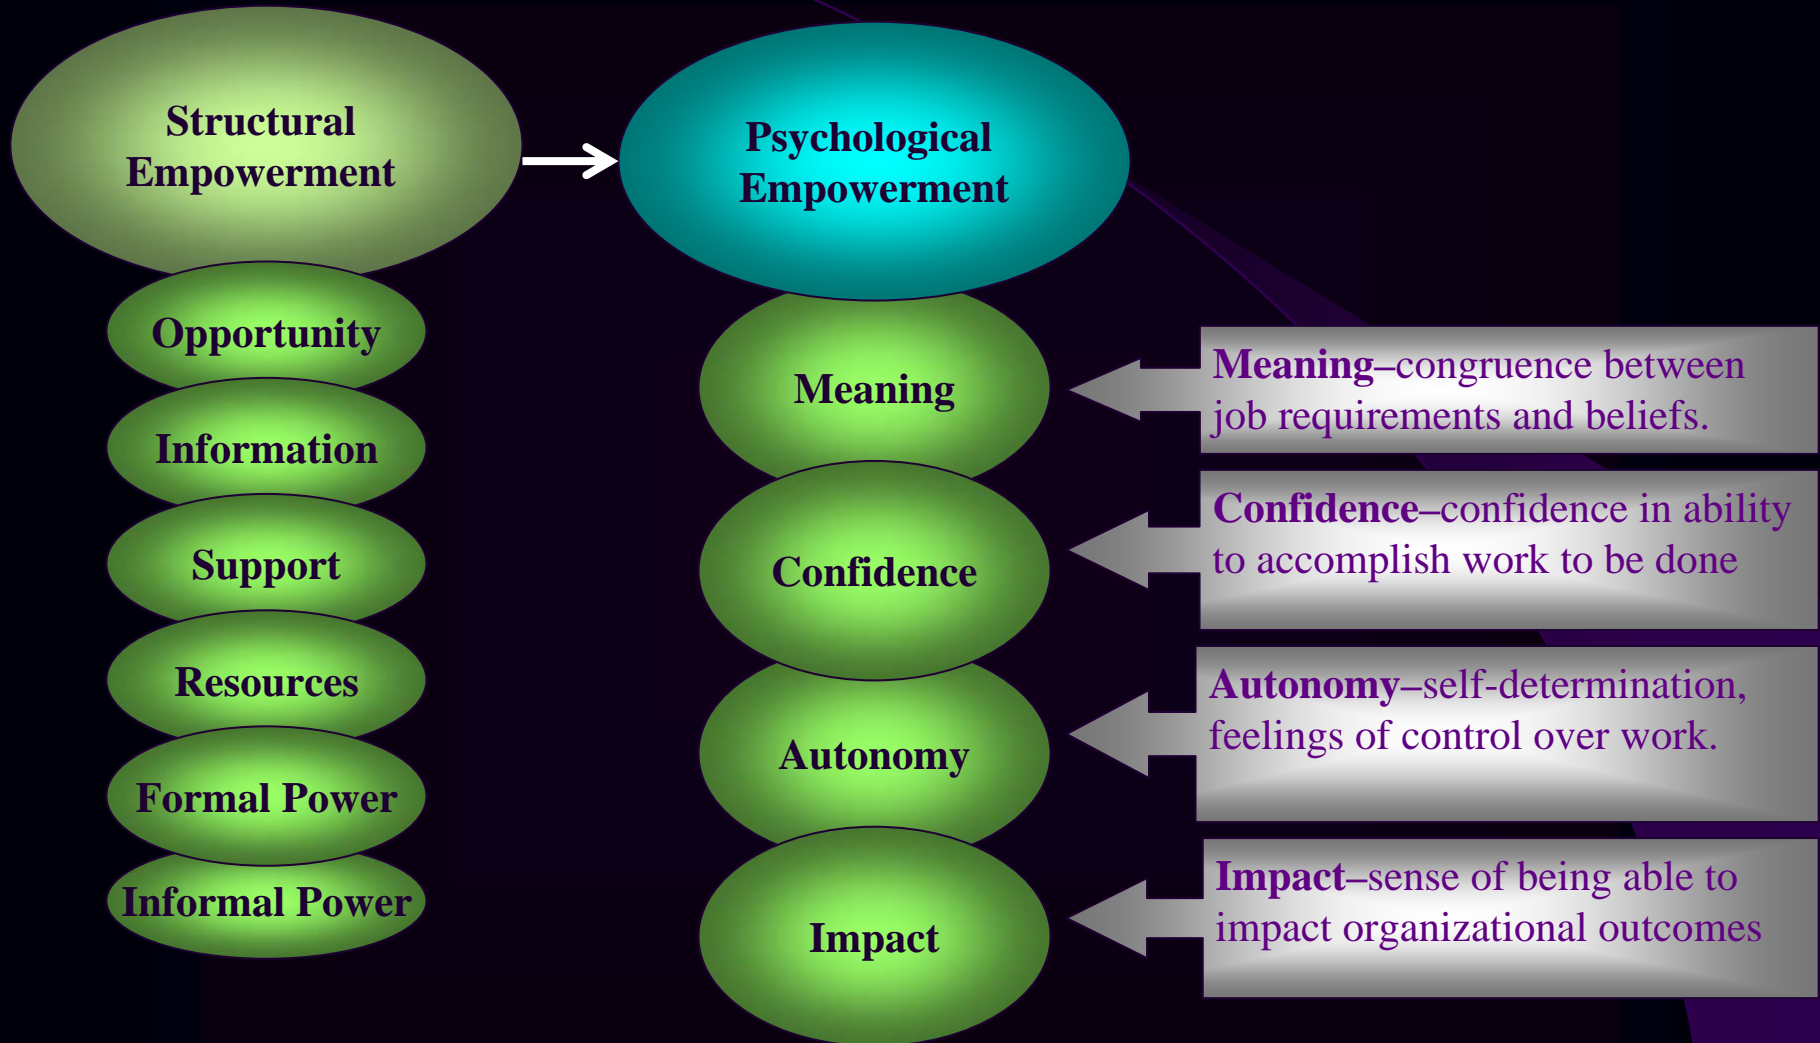 Structural
Empowerment
Opportunity
Information
Support
Resources
Formal Power
Informal Power
Psychological
Empowerment
Meaning
Confidence
Autonomy
Impact
Meaning–congruence between
job requirements and beliefs.
Confidence–confidence in ability
to accomplish work to be done
Autonomy–self-determination,
feelings of control over work.
Impact–sense of being able to
impact organizational outcomes